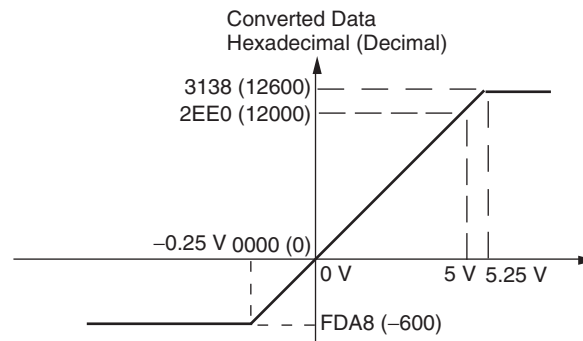 Converted Data
Hexadecimal (Decimal)
3138 (12600)
2EE0 (12000)
−0.25 V 0000 (0)
0 V
5 V 5.25 V
FDA8 (−600)